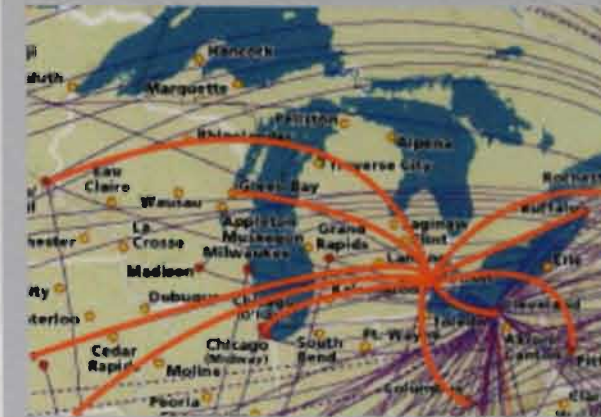 Hancock
Marquette
Pellston
Rhinelander
Alpena
Traverse City
Eau
Claire
Green Bay
Wausau
Appleton
La
Crosse
Muskegon
Grand
Rapids
Saginaw
Flint
Milwaukee
Madison
Buffalo
Erie
Dubuque
Chicago
Cleveland
Toledo
Cedar
Rapids
Chicago
(Midway)
South
Bend
Ft. Wayne
Akron
Canton
Moline
Peoria
Columbus